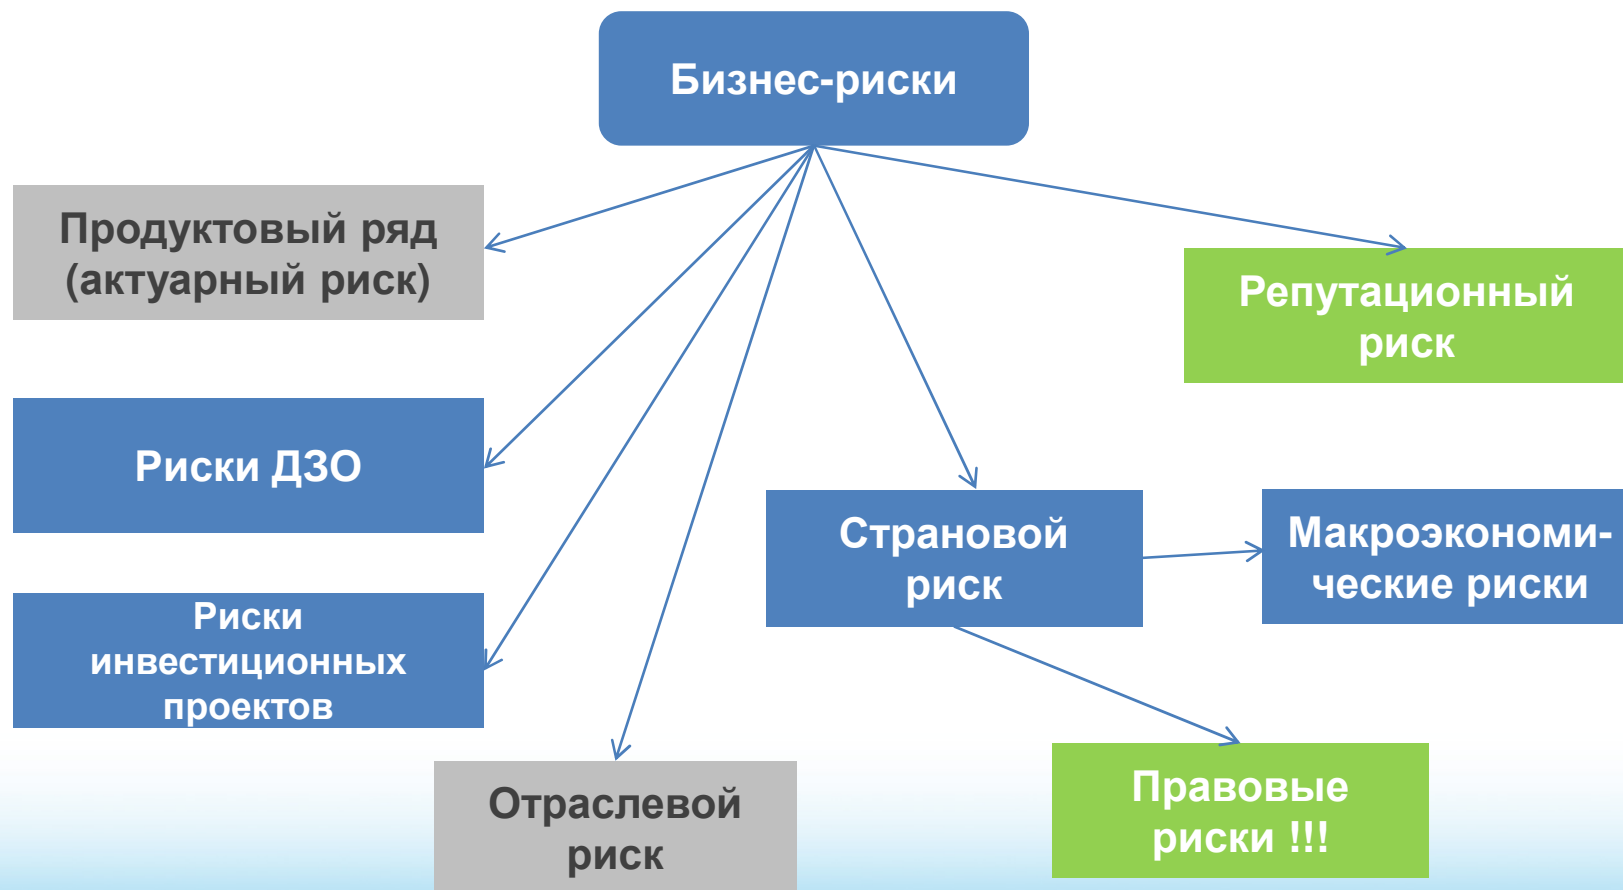 Бизнес-риски
Продуктовый ряд
(актуарный риск)
Репутационный
риск
Риски ДЗО
Страновой
риск
Макроэкономи-
ческие риски
Риски
инвестиционных
проектов
Отраслевой
риск
Правовые
риски !!!